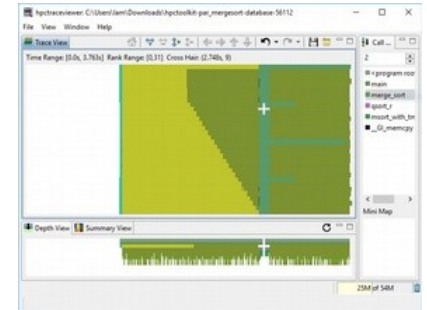 hpctraceviewer: C:\Users\lam\Downloads\hpctoolkit-par_mergesort-database-56112
File View Window Help
Trace View
Time Range: [0.0s, 3.763s] Rank Range: [0,31] Cross Hair: (2.748s, 9)
Call ...
2
<program root
main
merge_sort
qsort_r
msort_with_tm
__GI_memcpy
Mini Map
Depth View Summary View
25M of 54M